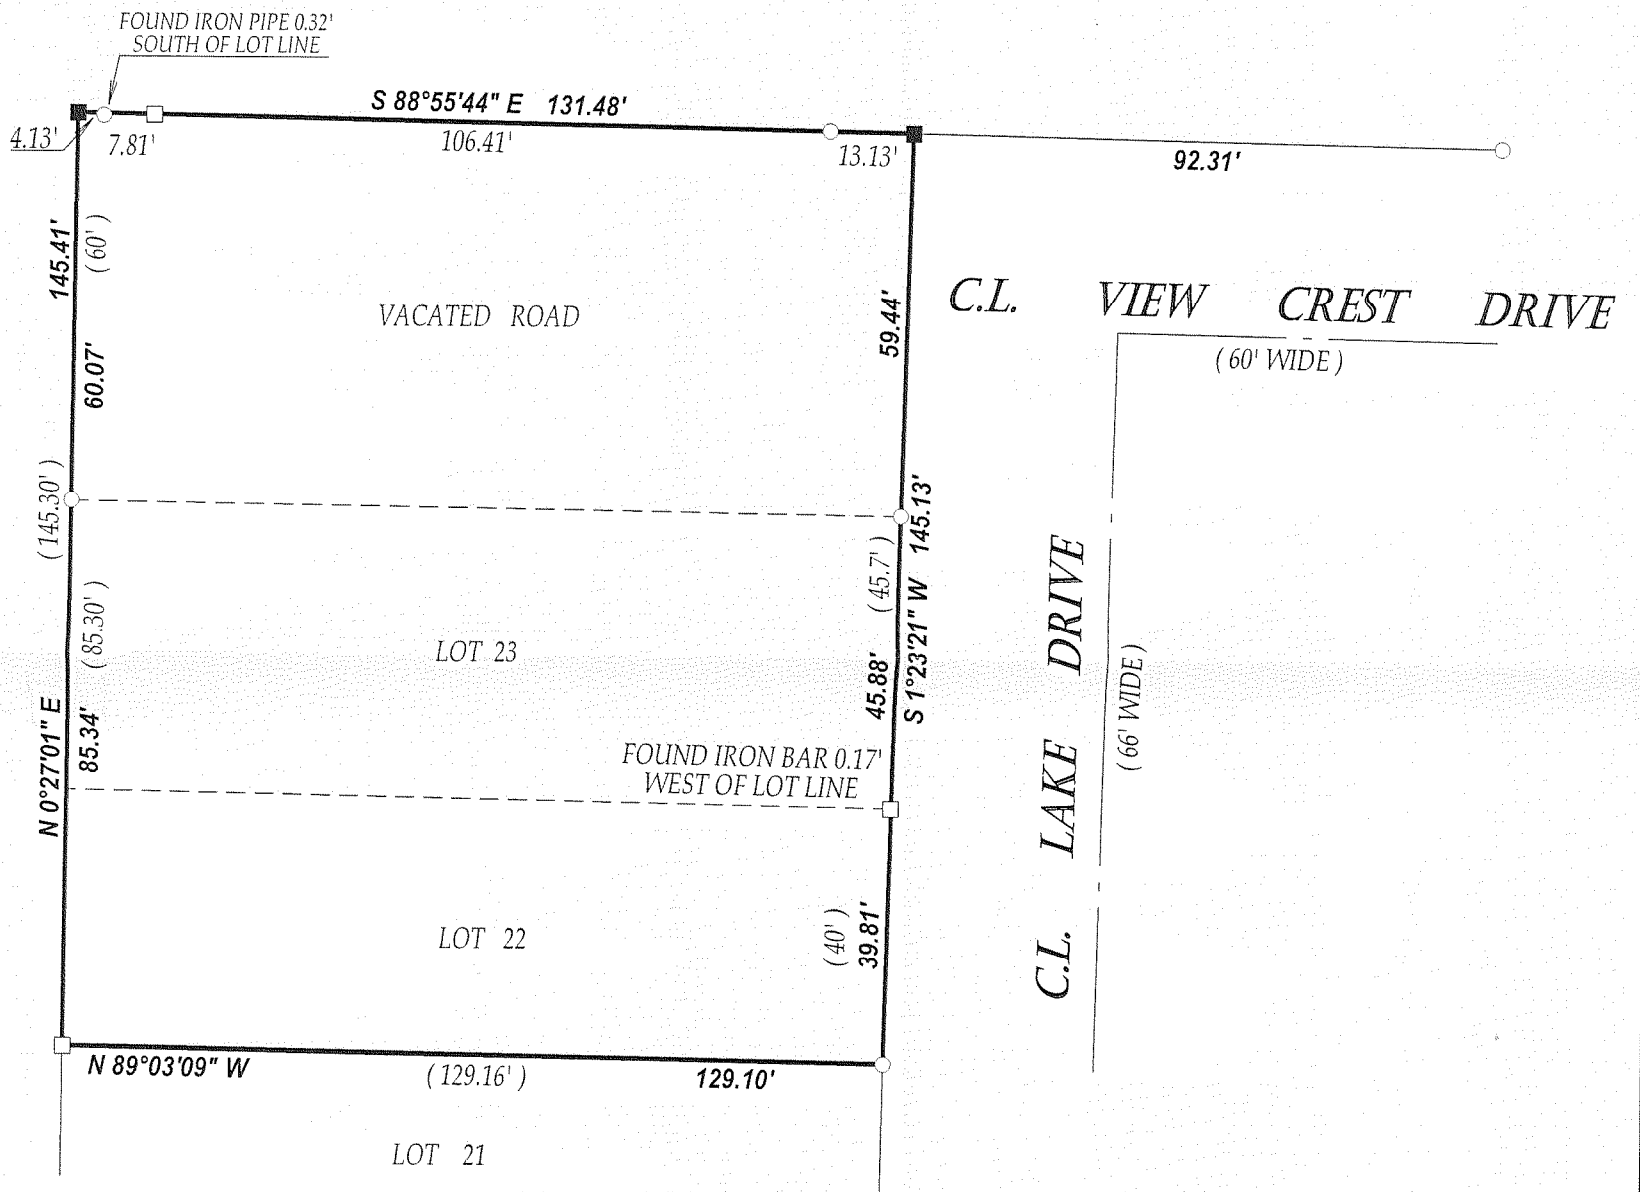 FOUND IRON PIPE 0.32'
SOUTH OF LOT LINE
S 88°55'44" E 131.48'
4.13'
7.81'
106.41'
13.13'
92.31'
145.41'
(60')
60.07'
VACATED ROAD
59.44'
C.L. VIEW CREST DRIVE
(60' WIDE)
(145.30')
(85.30')
N 0°27'01" E
85.34'
LOT 23
(45.7')
45.88'
S 1°23'21" W 145.13'
FOUND IRON BAR 0.17'
WEST OF LOT LINE
C.L. LAKE DRIVE
(66' WIDE)
LOT 22
(40')
39.81'
N 89°03'09" W
(129.16')
129.10'
LOT 21